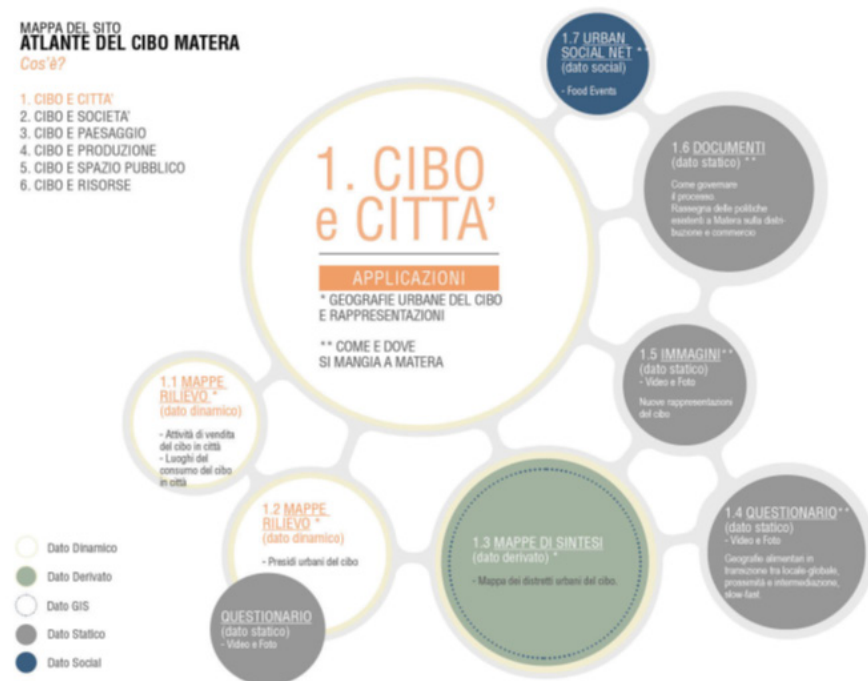 MAPPA DEL SITO
ATLANTE DEL CIBO MATERA
Cos'è?
1. CIBO E CITTA'
2. CIBO E SOCIETA'
3. CIBO E PAESAGGIO
4. CIBO E PRODUZIONE
5. CIBO E SPAZIO PUBBLICO
6. CIBO E RISORSE
1. CIBO
e CITTA'
APPLICAZIONI
* GEOGRAFIE URBANE DEL CIBO
E RAPPRESENTAZIONI
** COME E DOVE
SI MANGIA A MATERA
1.7 URBAN
SOCIAL NET **
(dato social)
- Food Events
1.6 DOCUMENTI
(dato statico) **
Come governare
il processo.
Rassegna delle politiche
esistenti a Matera sulla distri-
buzione e commercio
1.5 IMMAGINI**
(dato statico)
- Video e Foto
Nuove rappresentazioni
del cibo
1.4 QUESTIONARIO**
(dato statico)
- Video e Foto
Geografie alimentari in
transizione tra locale-globale,
prossimità e intermediazione,
slow-fast
1.3 MAPPE DI SINTESI
(dato derivato) *
- Mappe dei distretti urbani del cibo.
1.1 MAPPE
RILIEVO *
(dato dinamico)
- Attività di vendita
del cibo in città
- Luoghi del
consumo del cibo
in città
1.2 MAPPE
RILIEVO *
(dato dinamico)
- Presidi urbani del cibo
QUESTIONARIO
(dato statico)
- Video e Foto
Dato Dinamico
Dato Derivato
Dato GIS
Dato Statico
Dato Social